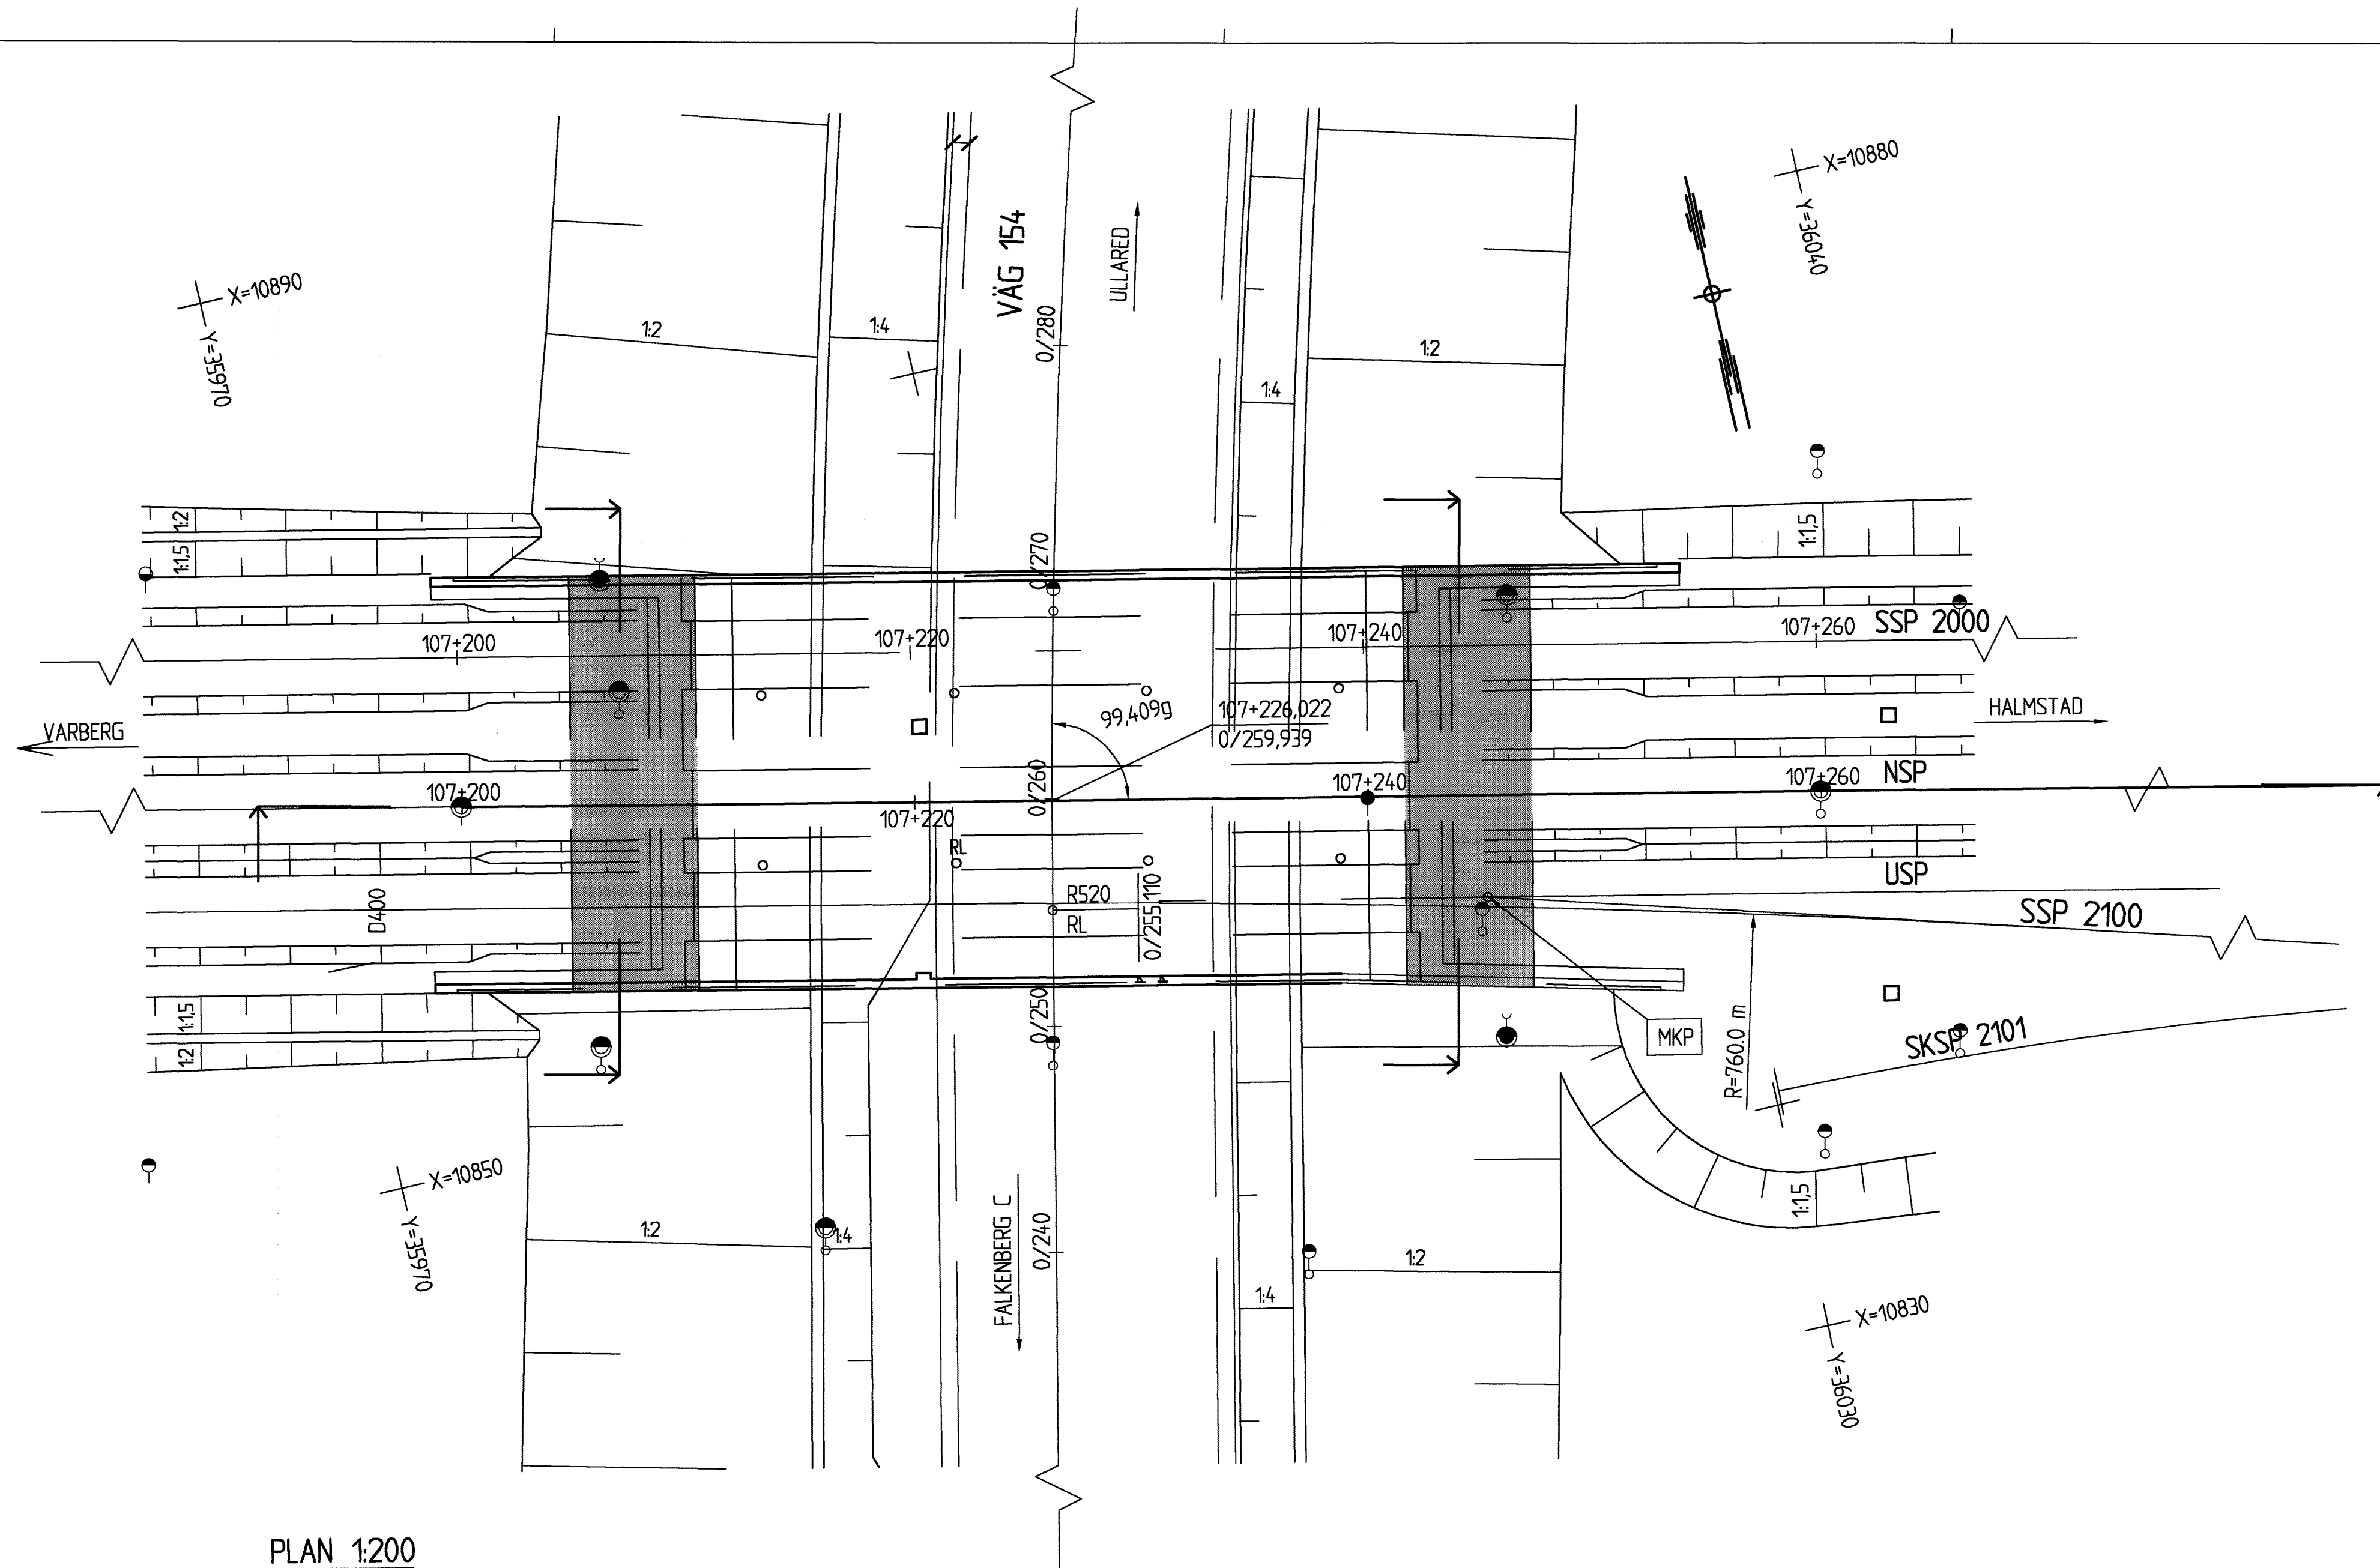 X=10880
Y=36040
VÄG 154
ULLARED
X=10890
Y=35970
0/280
1:2
1:4
1:2
1:4
1:2
1:1,5
1:1,5
0/270
107+200
107+220
107+240
107+260
SSP 2000
VARBERG
99,409g
107+226,022
0/259,939
HALMSTAD
107+200
107+220
0/260
107+240
107+260
NSP
RL
USP
D400
R520
RL
0/255,110
SSP 2100
1:1,5
1:2
0/250
MKP
R=760.0 m
SKSP 2101
X=10850
Y=35970
1:2
1:4
FALKENBERG C
0/240
1:4
1:2
1:1,5
X=10830
Y=36030
PLAN 1:200